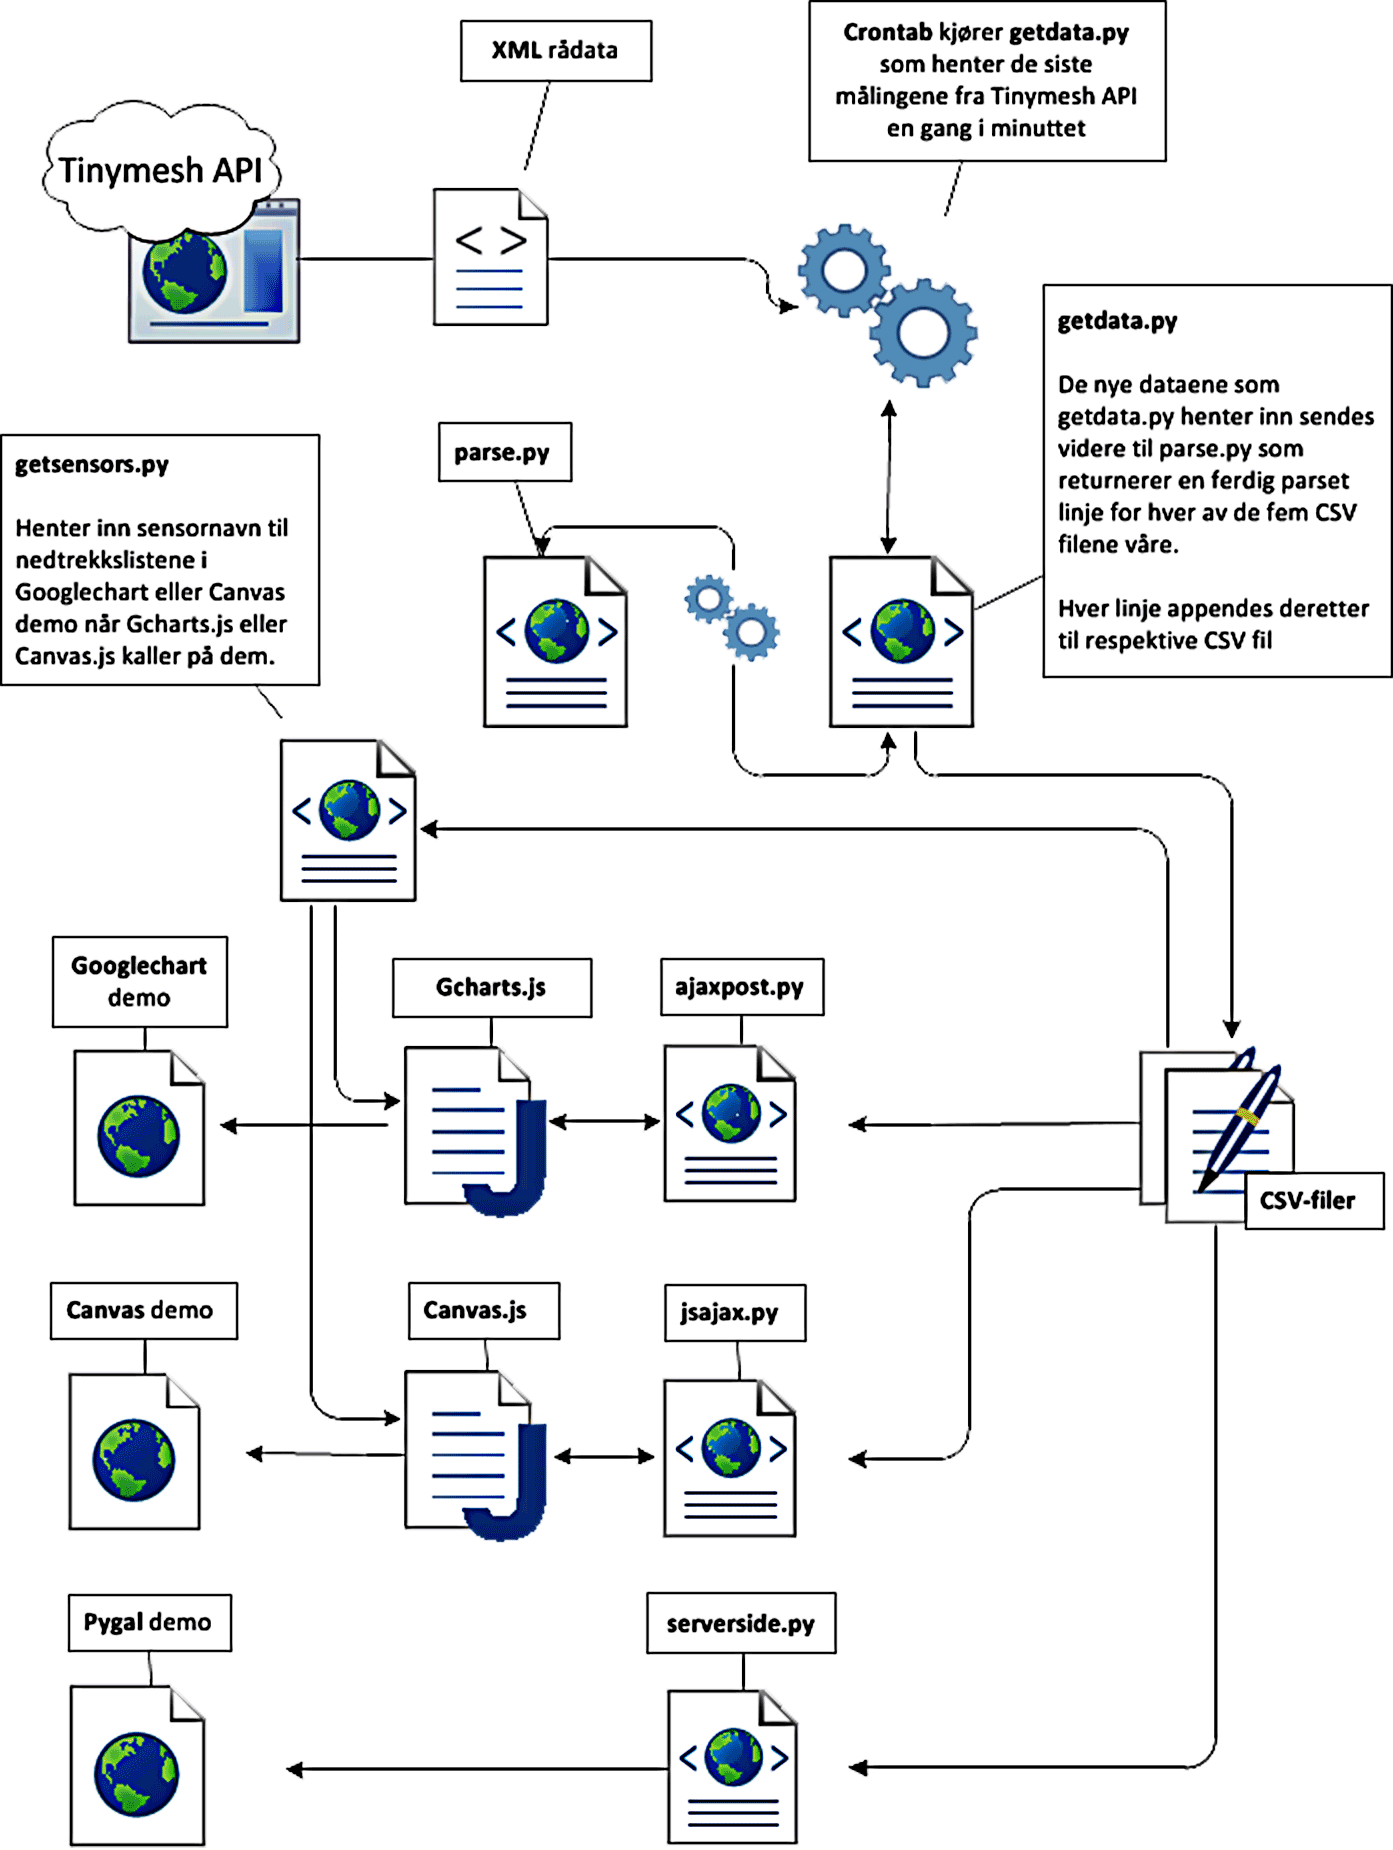 XML rådata
Crontab kjører getdata.py
som henter de siste
målingene fra Tinymesh API
en gang i minuttet
Tinymesh API
< >
getdata.py
De nye dataene som
getdata.py henter inn sendes
videre til parse.py som
returnerer en ferdig parset
linje for hver av de fem CSV
filene våre.
Hver linje appendes deretter
til respektive CSV fil
parse.py
getsensors.py
Henter inn sensornavn til
nedtrekkslistene i
Googlechart eller Canvas
demo når Gcharts.js eller
Canvas.js kaller på dem.
Googlechart
demo
Gcharts.js
ajaxpost.py
CSV-filer
Canvas demo
Canvas.js
jsajax.py
Pygal demo
serverside.py